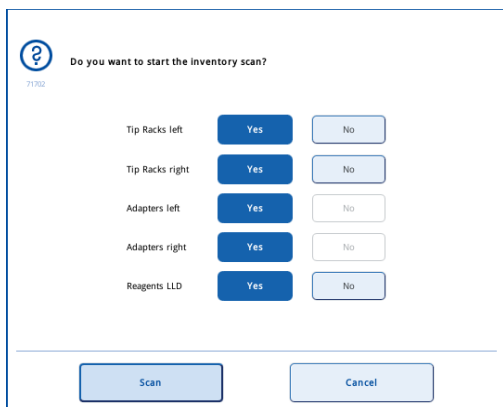 Do you want to start the inventory scan?
71702
Tip Racks left Yes No
Tip Racks right Yes No
Adapters left Yes No
Adapters right Yes No
Reagents LLD Yes No
Scan Cancel